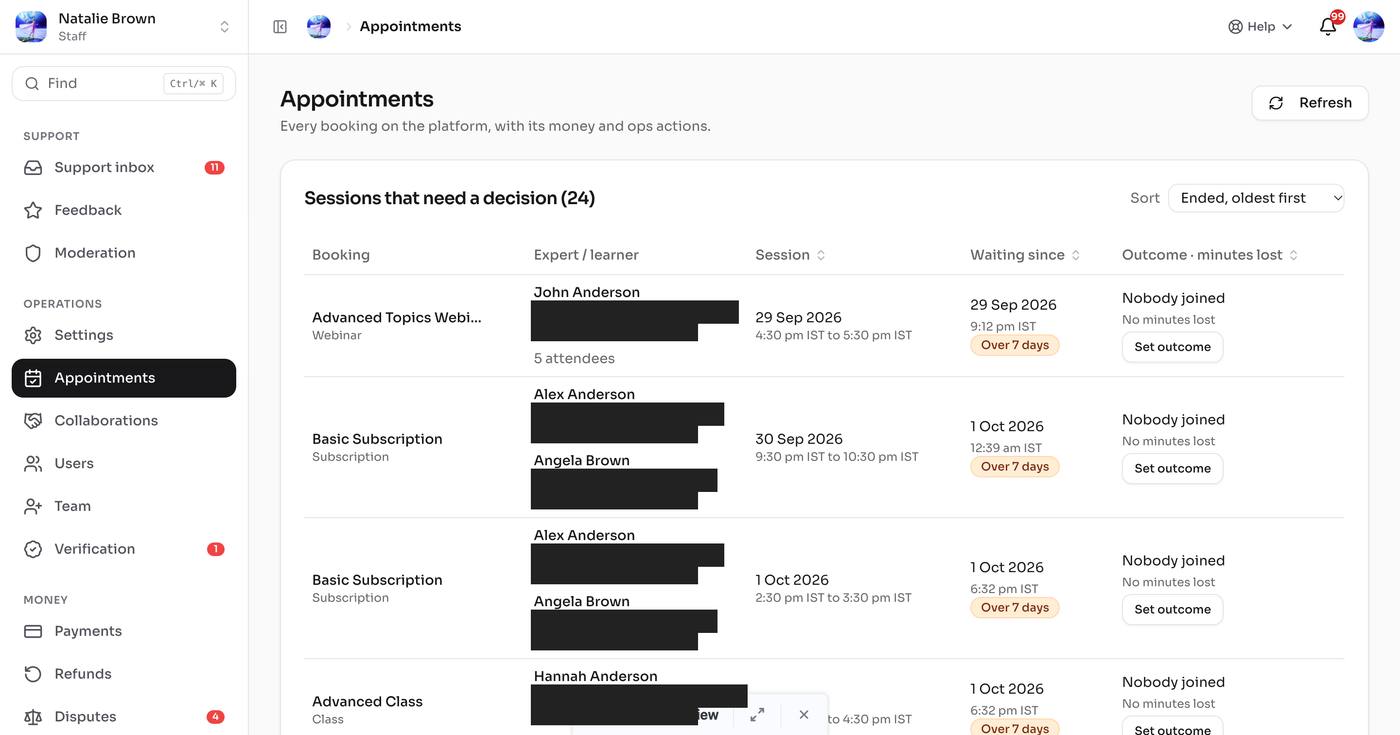 Natalie Brown
Staff
Appointments
Help
99
Find
Ctrl/⌘ K
SUPPORT
Support inbox
11
Feedback
Moderation
OPERATIONS
Settings
Appointments
Collaborations
Users
Team
Verification
1
MONEY
Payments
Refunds
Disputes
4
Appointments
Every booking on the platform, with its money and ops actions.
Refresh
Sessions that need a decision (24)
Sort
Ended, oldest first
Booking
Expert / learner
Session
Waiting since
Outcome · minutes lost
Advanced Topics Webi...
Webinar
John Anderson
5 attendees
29 Sep 2026
4:30 pm IST to 5:30 pm IST
29 Sep 2026
9:12 pm IST
Over 7 days
Nobody joined
No minutes lost
Set outcome
Basic Subscription
Subscription
Alex Anderson
Angela Brown
30 Sep 2026
9:30 pm IST to 10:30 pm IST
1 Oct 2026
12:39 am IST
Over 7 days
Nobody joined
No minutes lost
Set outcome
Basic Subscription
Subscription
Alex Anderson
Angela Brown
1 Oct 2026
2:30 pm IST to 3:30 pm IST
1 Oct 2026
6:32 pm IST
Over 7 days
Nobody joined
No minutes lost
Set outcome
Advanced Class
Class
Hannah Anderson
to 4:30 pm IST
1 Oct 2026
6:32 pm IST
Over 7 days
Nobody joined
No minutes lost
Set outcome